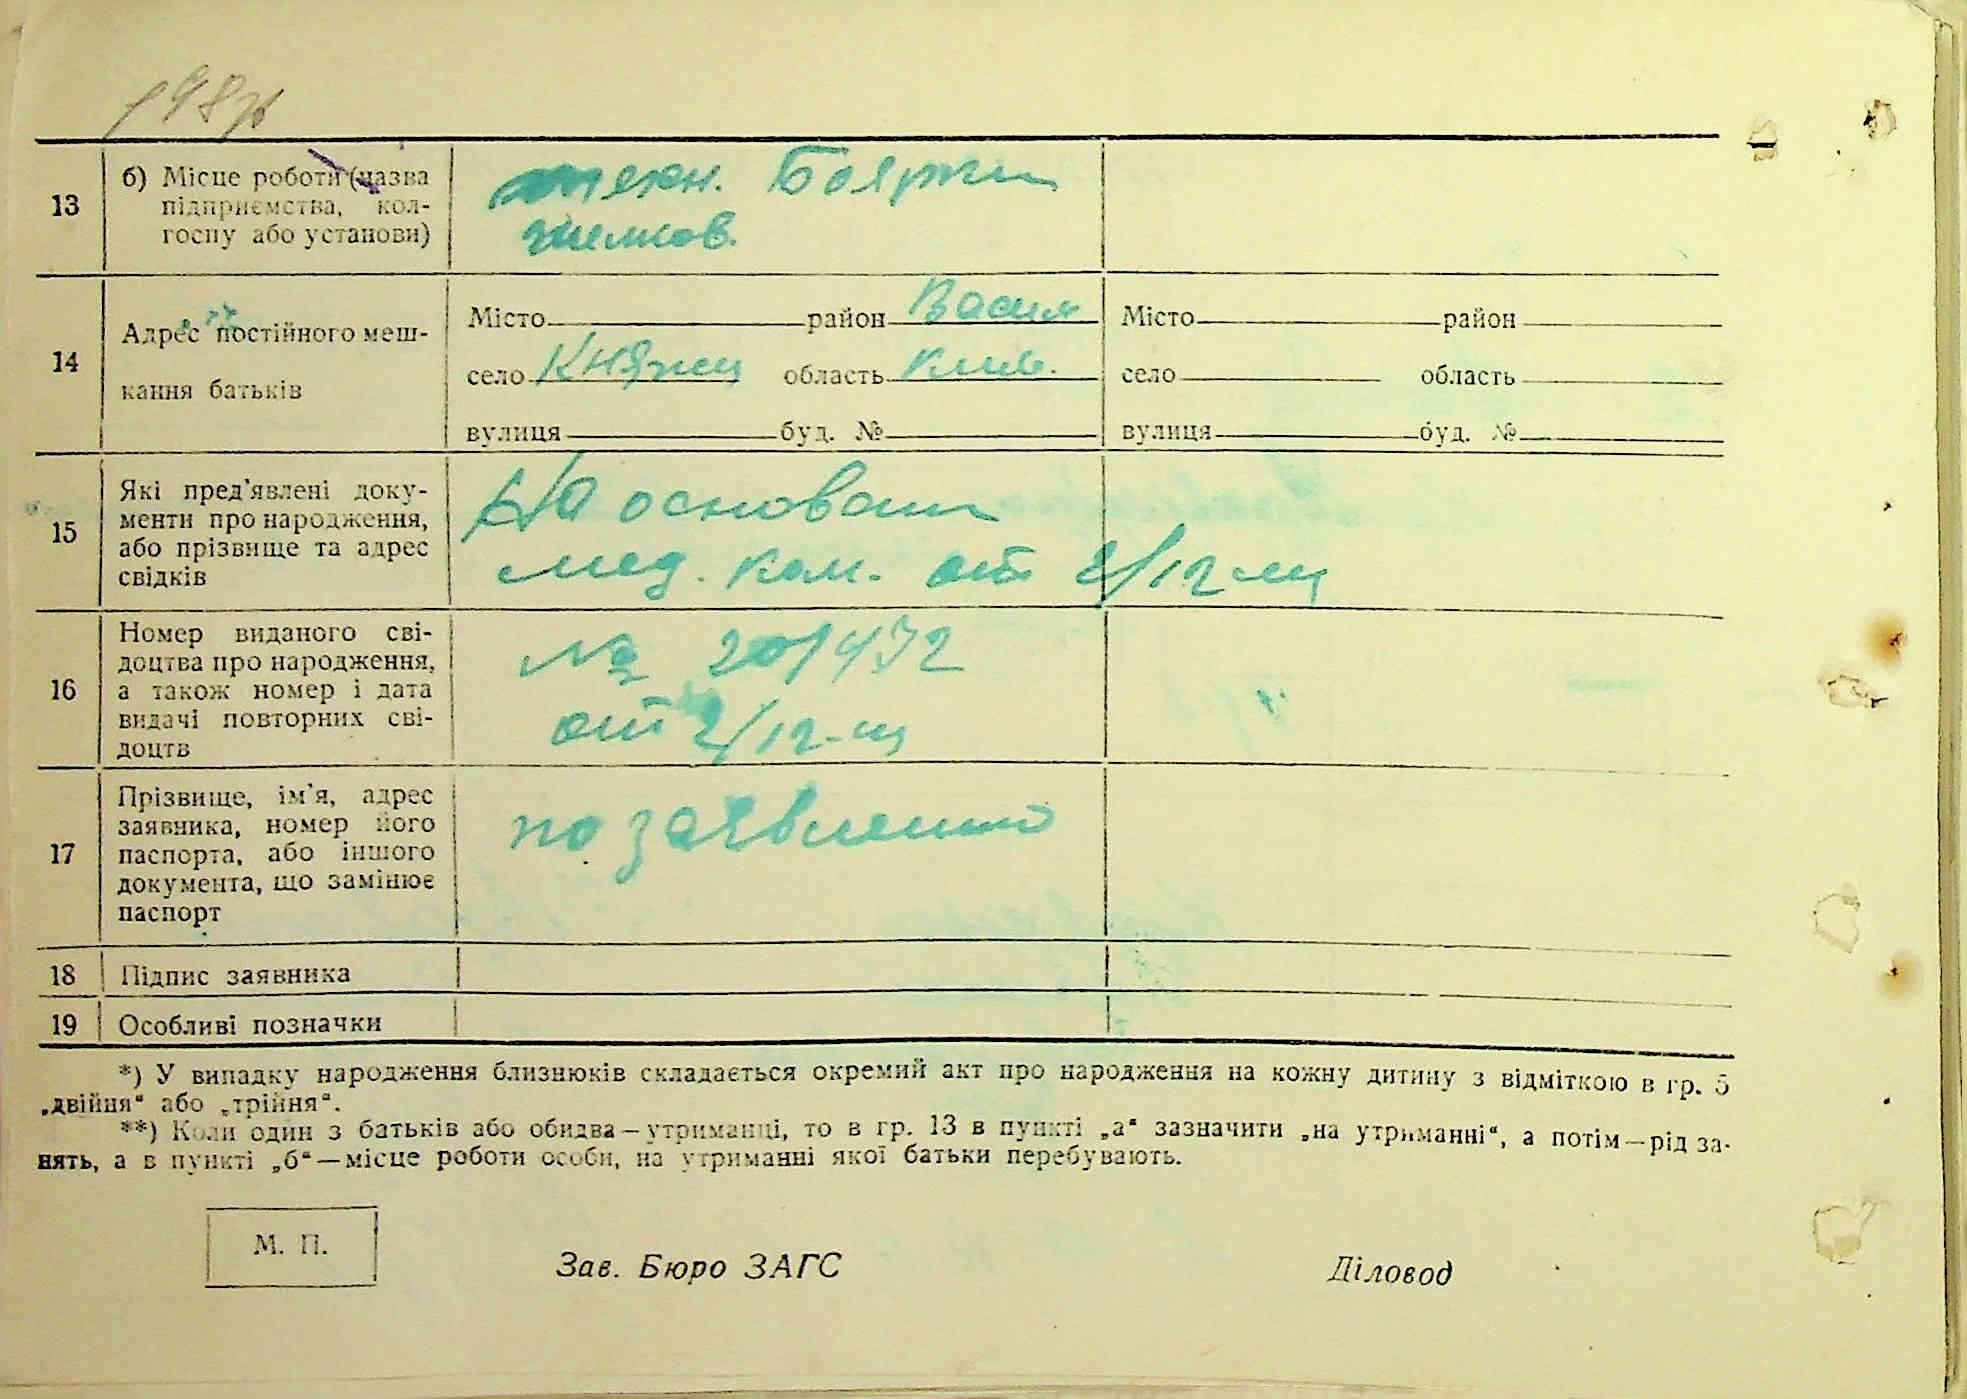 13
б) Місце роботи (назва
підприємства, кол-
госпу або установи)
техн. Боярки
14
Адрес постійного меш-
кання батьків
Місто район Васил
село Княжи область Киев.
вулиця буд. №
Місто район
село область
вулиця буд. №
15
Які пред'явлені доку-
менти про народження,
або прізвище та адрес
свідків
На основани
мед. ком. от 2/12-
16
Номер виданого сві-
доцтва про народження,
а також номер і дата
видачі повторних сві-
доцтв
№ 201432
от 2/12-
17
Прізвище, ім'я, адрес
заявника, номер його
паспорта, або іншого
документа, що замінює
паспорт
по заявлению
18 Підпис заявника
19 Особливі позначки
*) У випадку народження близнюків складається окремий акт про народження на кожну дитину з відміткою в гр. 5
„двійня“ або „трійня“.
**) Коли один з батьків або обидва—утриманці, то в гр. 13 в пункті „а“ зазначити „на утриманні“, а потім—рід за-
нять, а в пункті „б“—місце роботи особи, на утриманні якої батьки перебувають.
М. П.
Зав. Бюро ЗАГС
Діловод